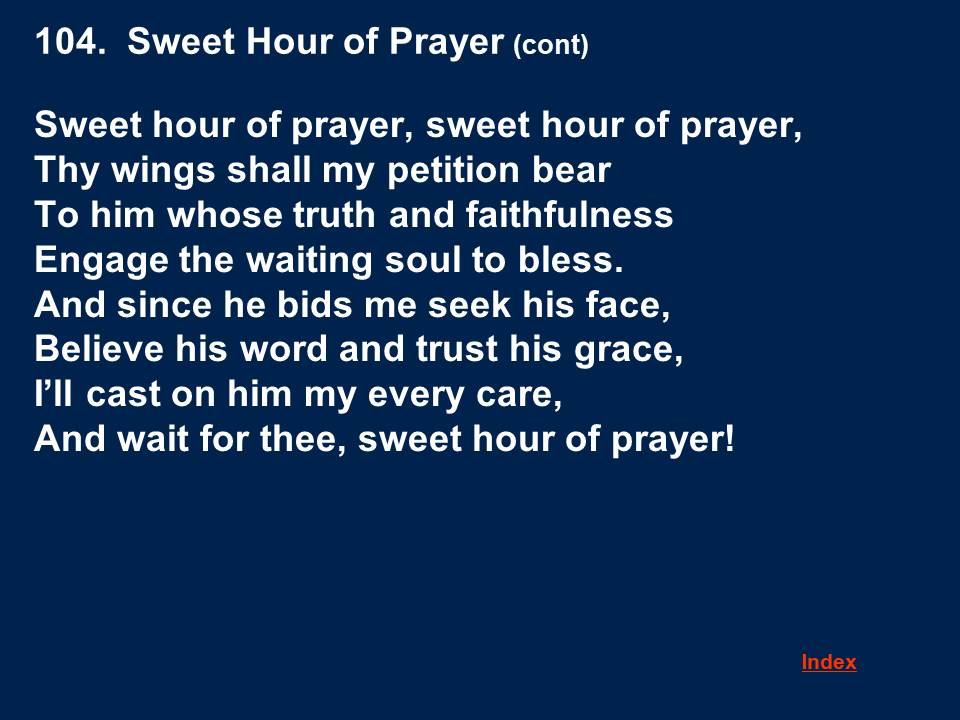 104.  Sweet Hour of Prayer (cont)
Sweet hour of prayer, sweet hour of prayer,
Thy wings shall my petition bear
To him whose truth and faithfulness
Engage the waiting soul to bless.
And since he bids me seek his face,
Believe his word and trust his grace,
I’ll cast on him my every care,
And wait for thee, sweet hour of prayer!
Index